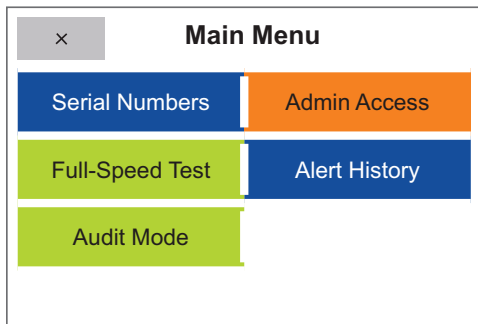 × Main Menu
Serial Numbers Admin Access
Full-Speed Test Alert History
Audit Mode